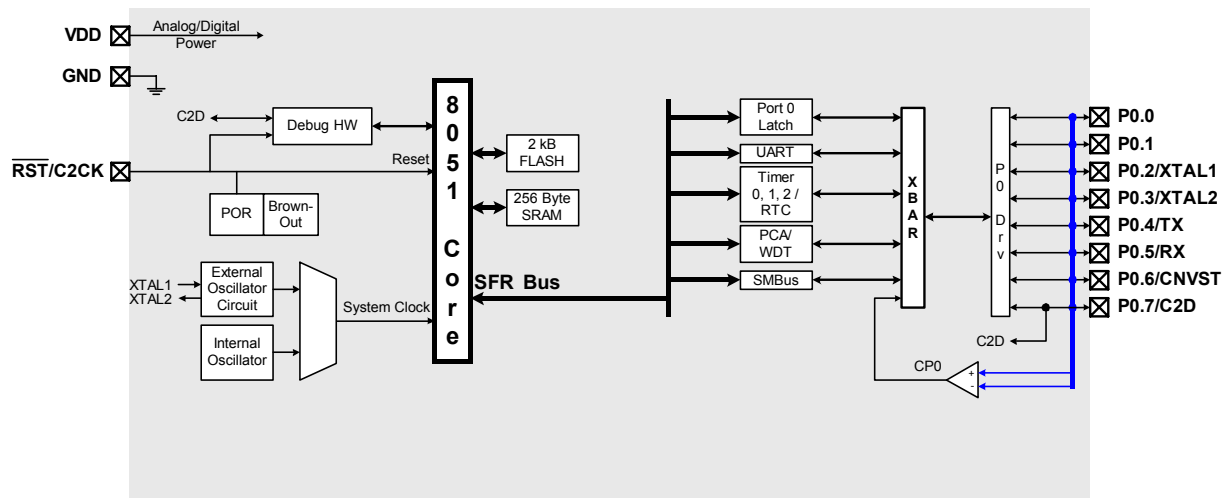 VDD
Analog/Digital
Power
GND
C2D
Debug HW
RST/C2CK
Reset
POR
Brown-
Out
XTAL1
XTAL2
External
Oscillator
Circuit
Internal
Oscillator
System Clock
8
0
5
1
C
o
r
e
2 kB
FLASH
256 Byte
SRAM
SFR Bus
Port 0
Latch
UART
Timer
0, 1, 2 /
RTC
PCA/
WDT
SMBus
X
B
A
R
P
0
D
r
v
P0.0
P0.1
P0.2/XTAL1
P0.3/XTAL2
P0.4/TX
P0.5/RX
P0.6/CNVST
P0.7/C2D
C2D
CP0
+
-